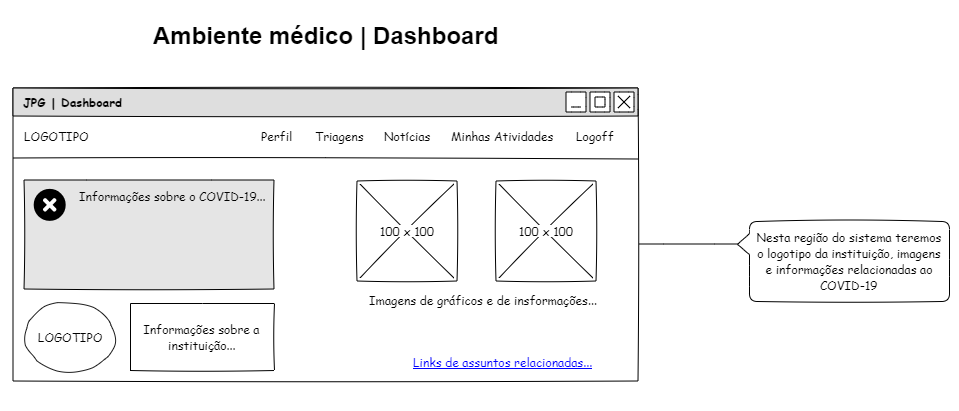 Ambiente médico | Dashboard
JPG | Dashboard
LOGOTIPO Perfil Triagens Notícias Minhas Atividades Logoff
Informações sobre o COVID-19...
100 x 100 100 x 100
Nesta região do sistema teremos
o logotipo da instituição, imagens
e informações relacionadas ao
COVID-19
Imagens de gráficos e de insformações...
LOGOTIPO
Informações sobre a
instituição...
Links de assuntos relacionadas...